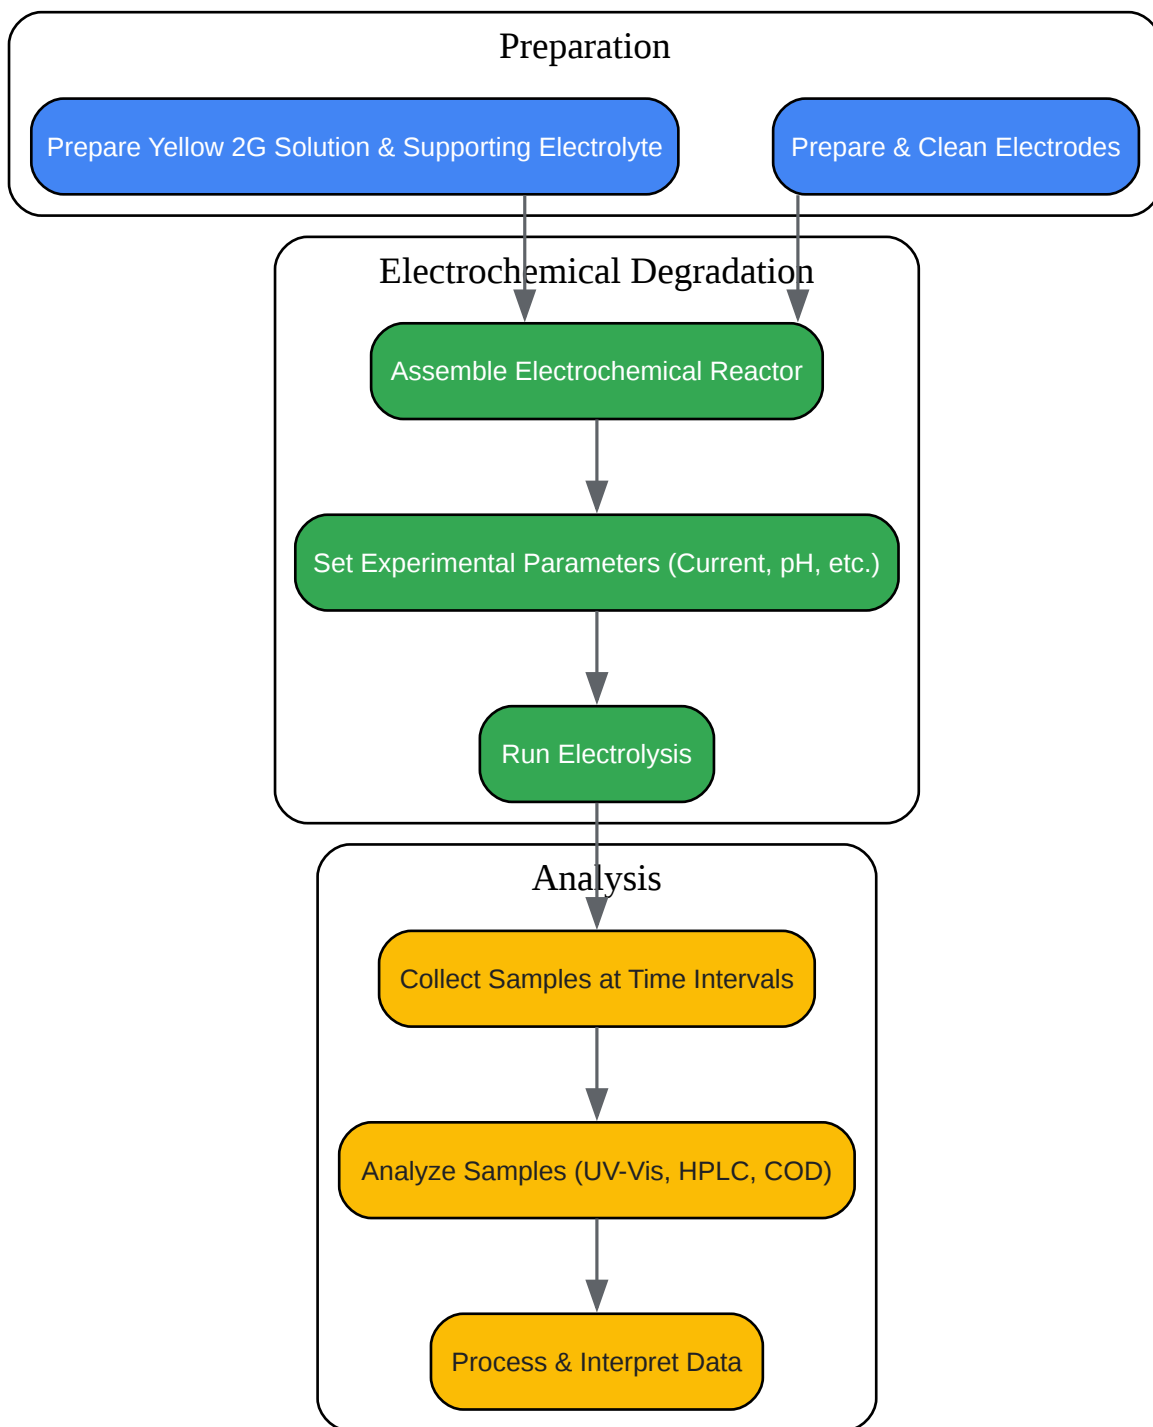 Preparation
Prepare Yellow 2G Solution & Supporting Electrolyte
Prepare & Clean Electrodes
Electrochemical Degradation
Assemble Electrochemical Reactor
Set Experimental Parameters (Current, pH, etc.)
Run Electrolysis
Analysis
Collect Samples at Time Intervals
Analyze Samples (UV-Vis, HPLC, COD)
Process & Interpret Data